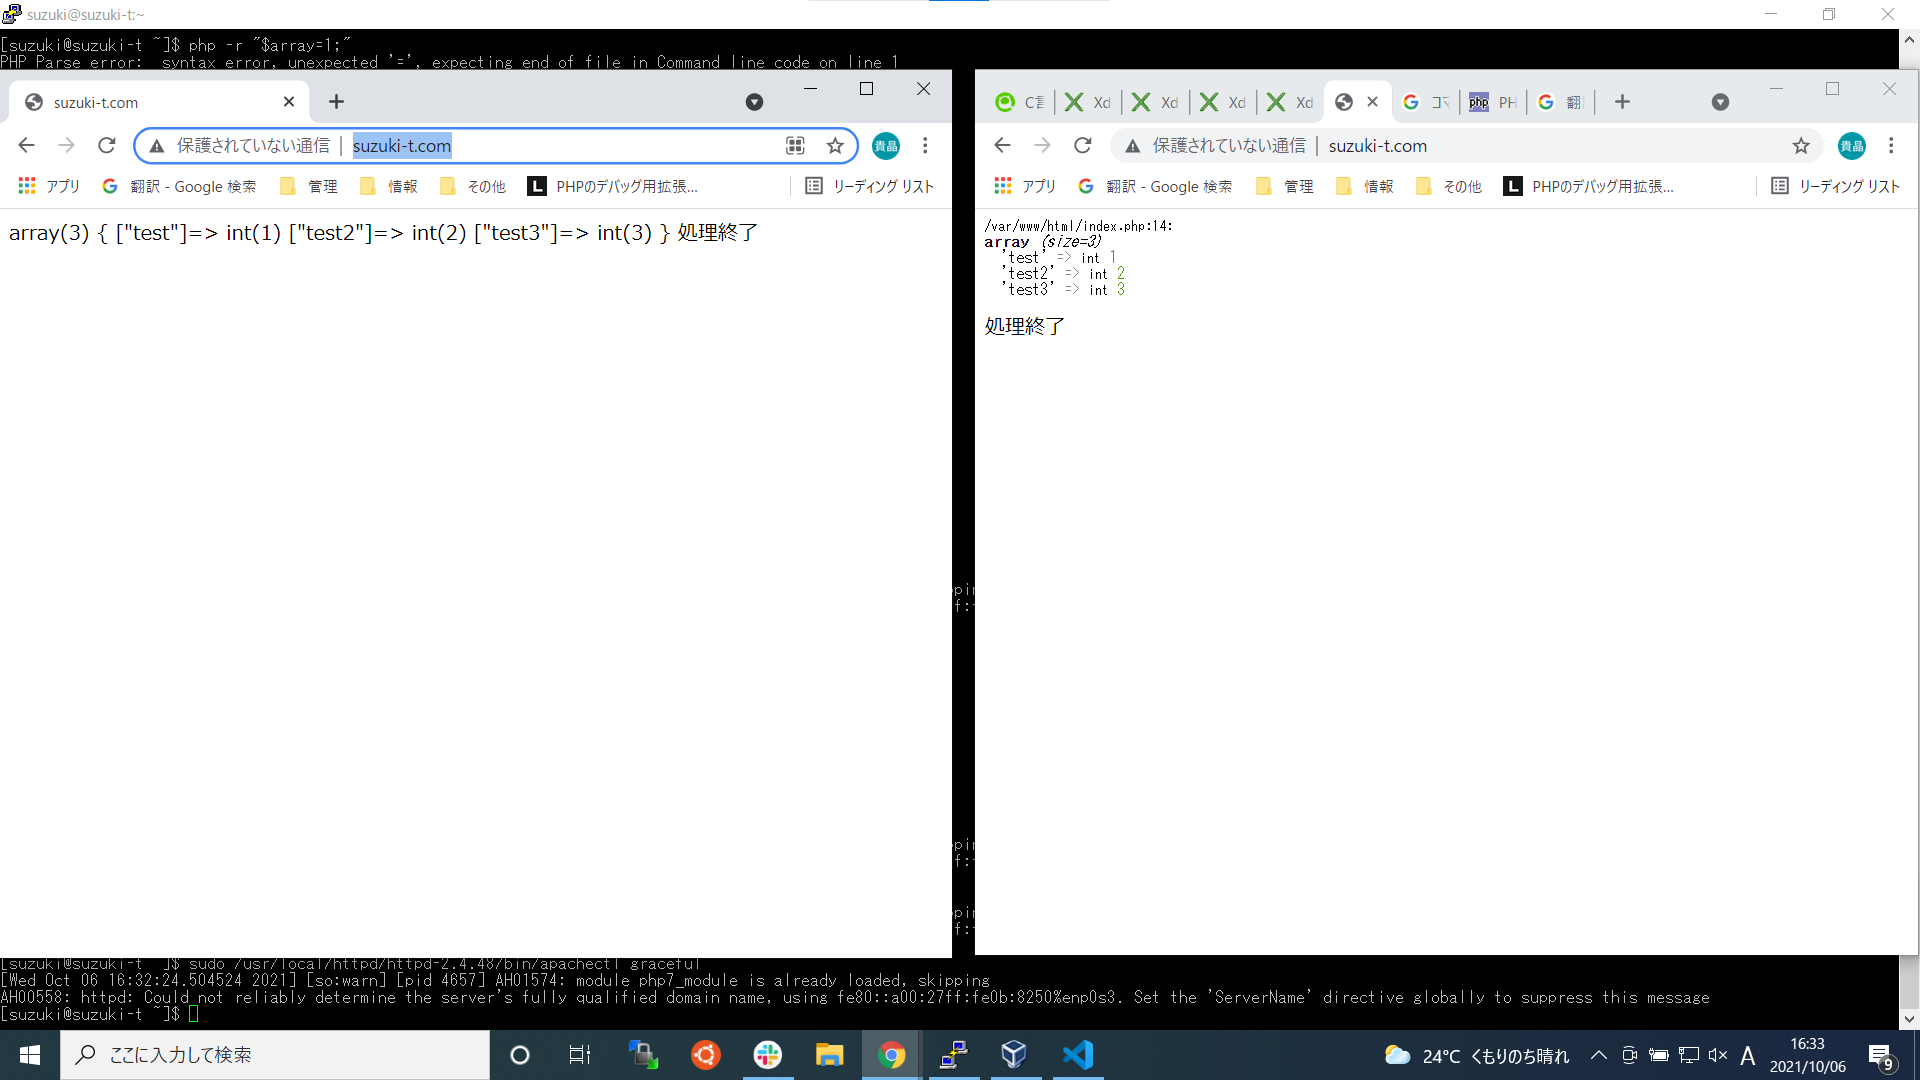 suzuki@suzuki-t:~
[suzuki@suzuki-t ~]$ php -r "$array=1;"
PHP Parse error:  syntax error, unexpected '=', expecting end of file in Command line code on line 1
suzuki-t.com
保護されていない通信 | suzuki-t.com
貴晶
アプリ 翻訳 - Google 検索 管理 情報 その他 L PHPのデバッグ用拡張... リーディング リスト
array(3) { ["test"]=> int(1) ["test2"]=> int(2) ["test3"]=> int(3) } 処理終了
C言 Xd Xd Xd Xd コマ php PH 翻
保護されていない通信 | suzuki-t.com
貴晶
アプリ 翻訳 - Google 検索 管理 情報 その他 L PHPのデバッグ用拡張... リーディング リスト
/var/www/html/index.php:14:
array (size=3)
'test' => int 1
'test2' => int 2
'test3' => int 3
処理終了
pin
f:
pin
f:
pin
f:
[suzuki@suzuki-t ~]$ sudo /usr/local/httpd/httpd-2.4.48/bin/apachectl graceful
[Wed Oct 06 16:32:24.504524 2021] [so:warn] [pid 4657] AH01574: module php7_module is already loaded, skipping
AH00558: httpd: Could not reliably determine the server's fully qualified domain name, using fe80::a00:27ff:fe0b:8250%enp0s3. Set the 'ServerName' directive globally to suppress this message
[suzuki@suzuki-t ~]$
ここに入力して検索
24°C くもりのち晴れ
A
16:33
2021/10/06
9